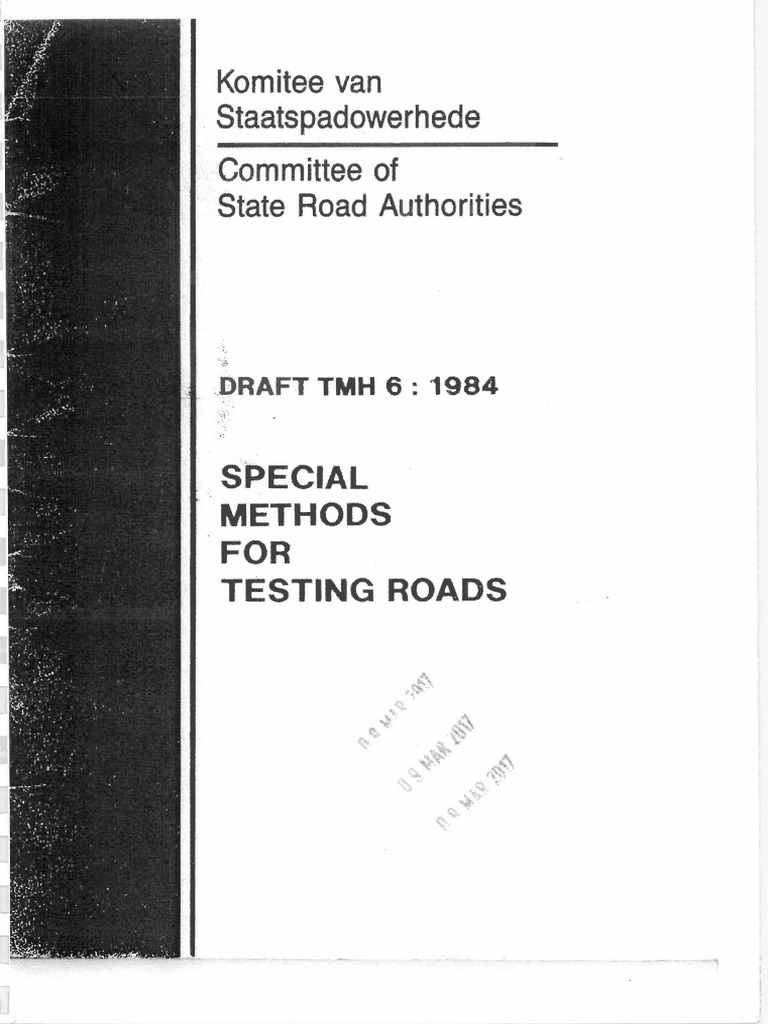 Komitee van
Staatspadowerhede
Committee of
State Road Authorities
DRAFT TMH 6 : 1984
SPECIAL
METHODS
FOR
TESTING ROADS
09 MAR 2017
09 MAR 2017
09 MAR 2017